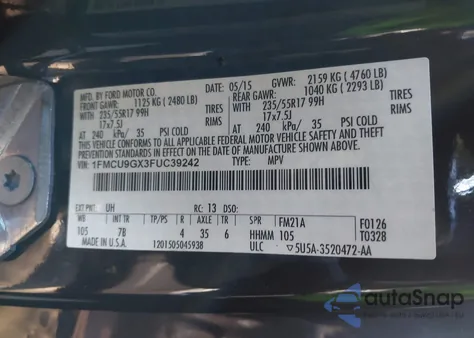 MFD. BY FORD MOTOR CO.
05/15 GVWR: 2159 KG (4760 LB)
FRONT GAWR: 1125 KG (2480 LB)
REAR GAWR: 1040 KG (2293 LB)
WITH 235/55R17 99H TIRES
WITH 235/55R17 99H TIRES
17x7.5J
17x7.5J
AT 240 kPa/ 35 PSI COLD
AT 240 kPa/ 35 PSI COLD
THIS VEHICLE CONFORMS TO ALL APPLICABLE FEDERAL
MOTOR VEHICLE SAFETY AND THEFT PREVENTION STANDARDS IN
EFFECT ON THE DATE OF MANUFACTURE SHOWN ABOVE.
VIN: 1FMCU9GX3FUC39242 TYPE: MPV
EXT PNT: UH RC: 13 DSO:
WB INT TR TP/PS R AXLE TR SPR FM21A F0126
105 7B 4 35 6 HHMM 105 T0328
MADE IN U.S.A. 1201505045938 ULC 5U5A-3520472-AA
autoSnap